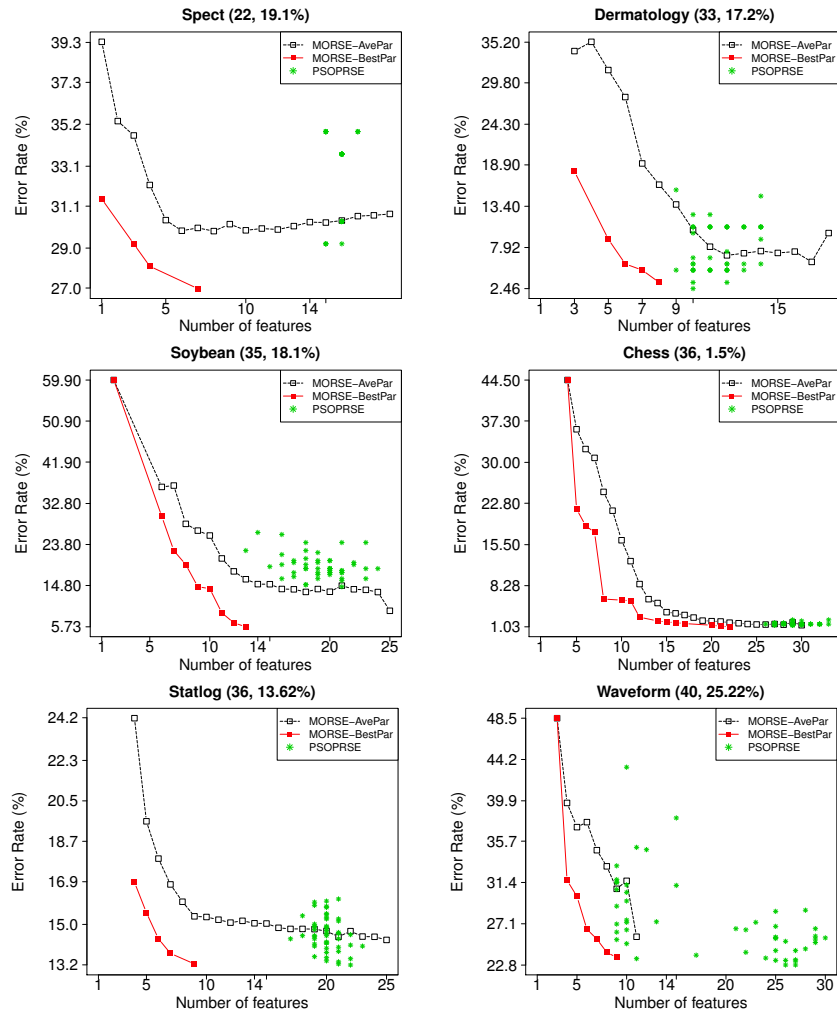 Spect (22, 19.1%)
39.3
37.3
35.2
33.1
31.1
29.0
27.0
Error Rate (%)
MORSE−AvePar
MORSE−BestPar
PSOPRSE
1
5
10
14
Number of features
Dermatology (33, 17.2%)
35.20
29.80
24.30
18.90
13.40
7.92
2.46
Error Rate (%)
MORSE−AvePar
MORSE−BestPar
PSOPRSE
1
3
5
7
9
15
Number of features
Soybean (35, 18.1%)
59.90
50.90
41.90
32.80
23.80
14.80
5.73
Error Rate (%)
MORSE−AvePar
MORSE−BestPar
PSOPRSE
1
5
10
14
20
25
Number of features
Chess (36, 1.5%)
44.50
37.30
30.00
22.80
15.50
8.28
1.03
Error Rate (%)
MORSE−AvePar
MORSE−BestPar
PSOPRSE
1
5
10
14
20
25
30
Number of features
Statlog (36, 13.62%)
24.2
22.3
20.5
18.7
16.9
15.0
13.2
Error Rate (%)
MORSE−AvePar
MORSE−BestPar
PSOPRSE
1
5
10
14
20
25
Number of features
Waveform (40, 25.22%)
48.5
44.2
39.9
35.7
31.4
27.1
22.8
Error Rate (%)
MORSE−AvePar
MORSE−BestPar
PSOPRSE
1
5
10
14
16
20
25
30
Number of features